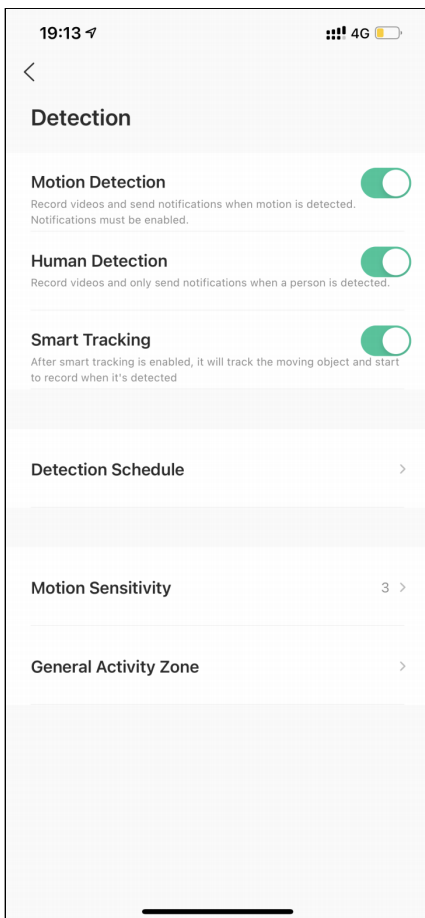 19:13
4G
Detection
Motion Detection
Record videos and send notifications when motion is detected.
Notifications must be enabled.
Human Detection
Record videos and only send notifications when a person is detected.
Smart Tracking
After smart tracking is enabled, it will track the moving object and start
to record when it's detected
Detection Schedule
Motion Sensitivity 3
General Activity Zone